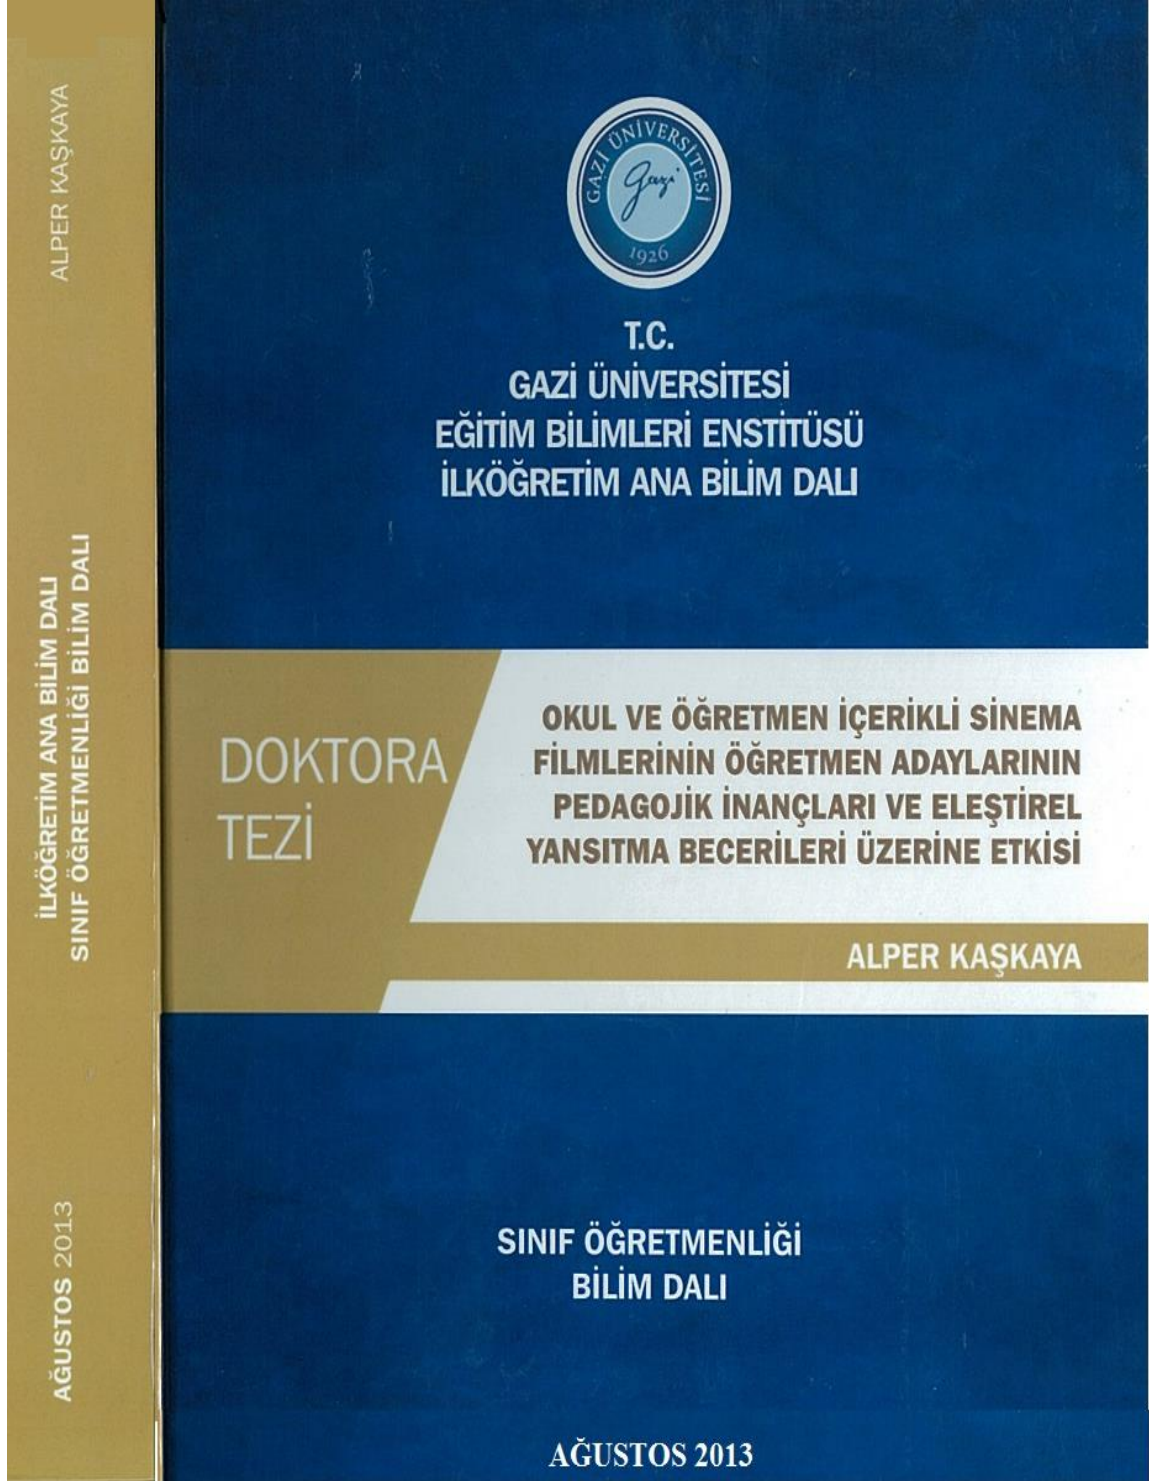 ALPER KAŞKAYA
İLKÖĞRETİM ANA BİLİM DALI
SINIF ÖĞRETMENLİĞİ BİLİM DALI
AĞUSTOS 2013
GAZİ ÜNİVERSİTESİ
Gazi
1926
T.C.
GAZİ ÜNİVERSİTESİ
EĞİTİM BİLİMLERİ ENSTİTÜSÜ
İLKÖĞRETİM ANA BİLİM DALI
DOKTORA
TEZİ
OKUL VE ÖĞRETMEN İÇERİKLİ SİNEMA
FİLMLERİNİN ÖĞRETMEN ADAYLARININ
PEDAGOJİK İNANÇLARI VE ELEŞTİREL
YANSITMA BECERİLERİ ÜZERİNE ETKİSİ
ALPER KAŞKAYA
SINIF ÖĞRETMENLİĞİ
BİLİM DALI
AĞUSTOS 2013